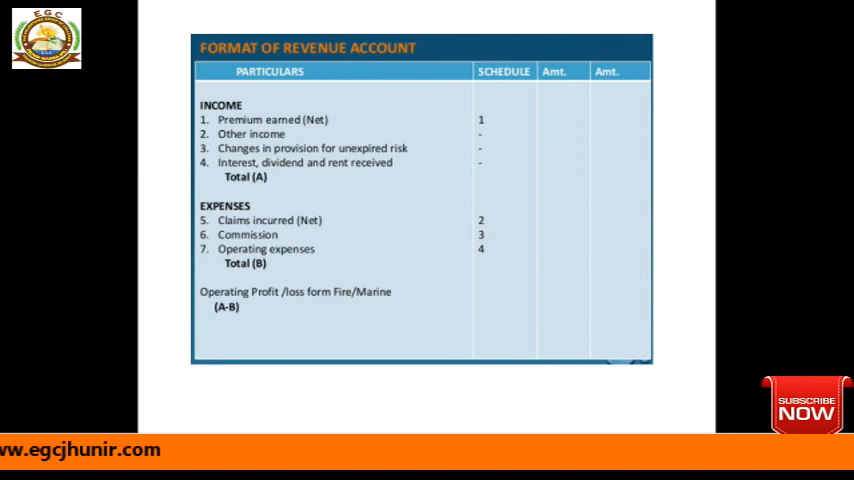 EGC
FORMAT OF REVENUE ACCOUNT
PARTICULARS SCHEDULE Amt. Amt.
INCOME
1. Premium earned (Net) 1
2. Other income -
3. Changes in provision for unexpired risk -
4. Interest, dividend and rent received -
Total (A)
EXPENSES
5. Claims incurred (Net) 2
6. Commission 3
7. Operating expenses 4
Total (B)
Operating Profit /loss form Fire/Marine
(A-B)
SUBSCRIBE
NOW
ww.egcjhunir.com